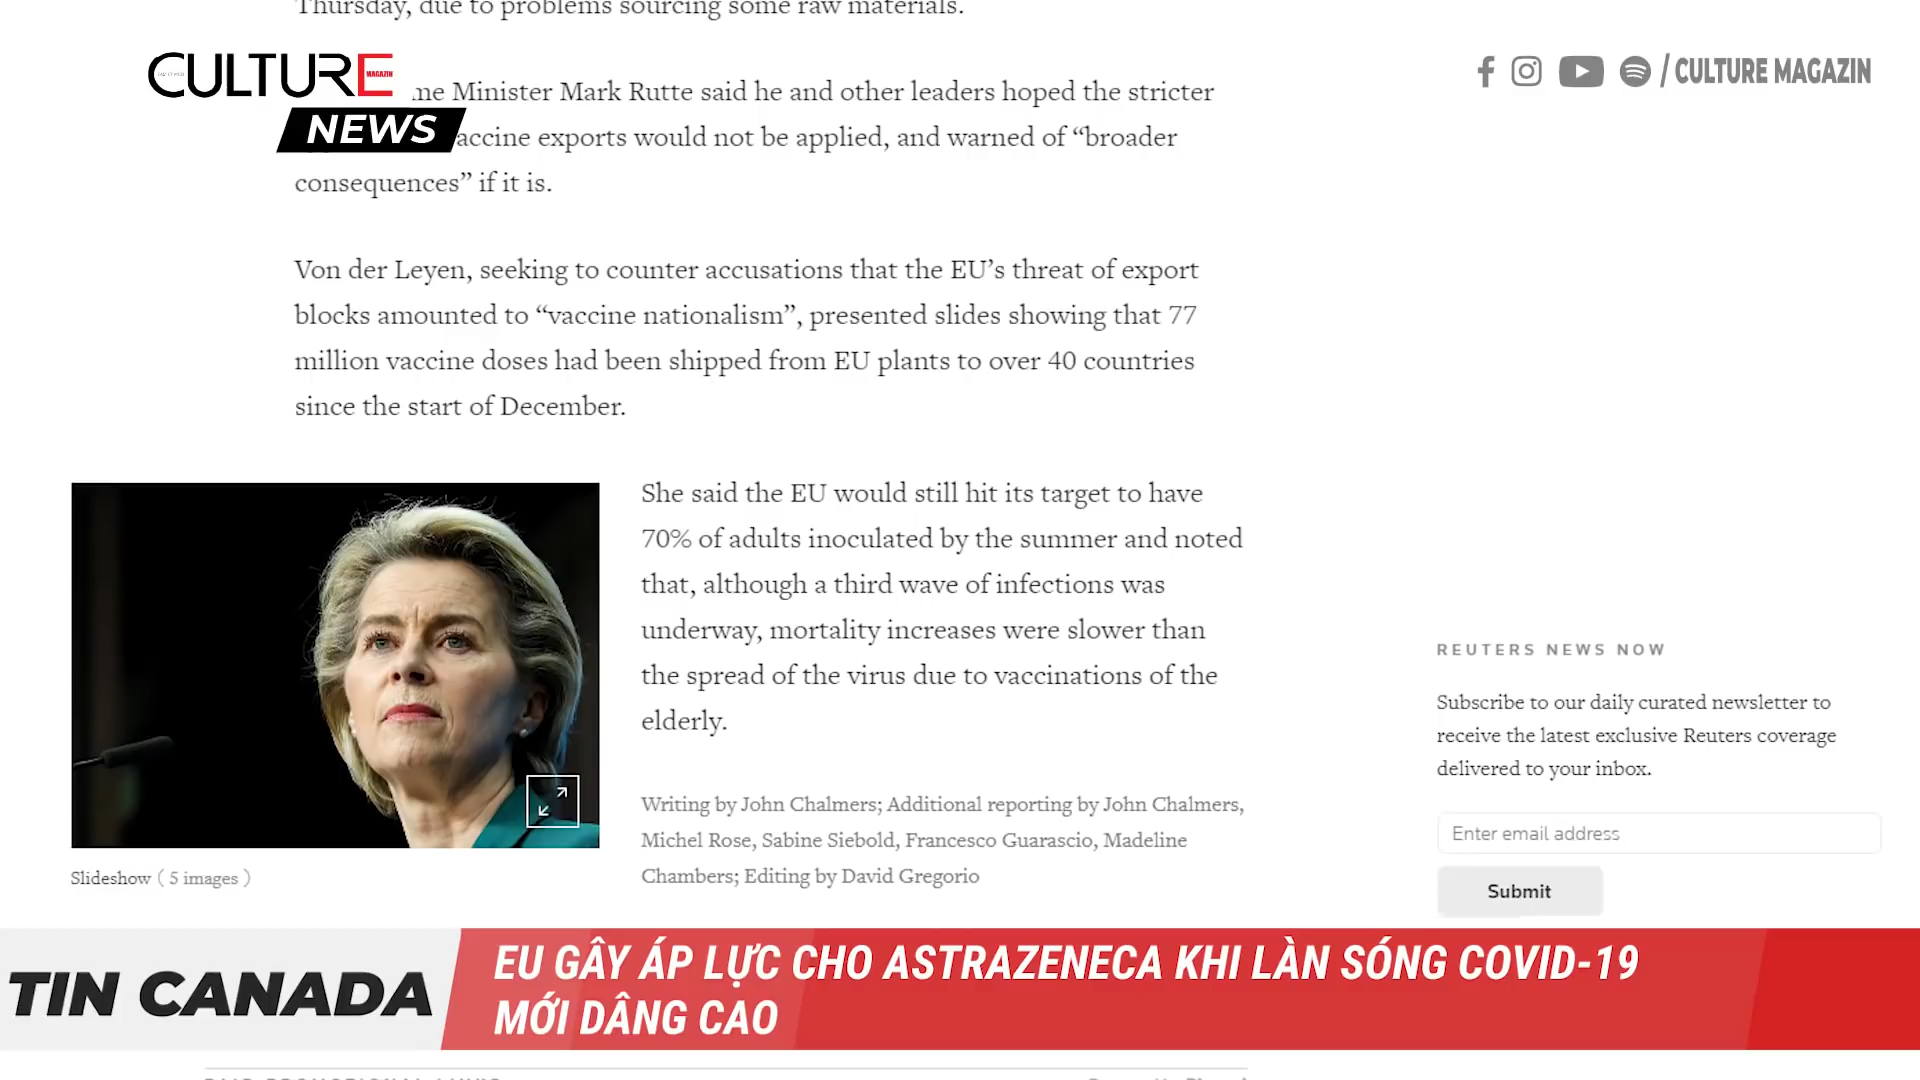 Thursday, due to problems sourcing some raw materials.
CULTURE
MAGAZIN
NEWS
/ CULTURE MAGAZIN
me Minister Mark Rutte said he and other leaders hoped the stricter
accine exports would not be applied, and warned of “broader
consequences” if it is.
Von der Leyen, seeking to counter accusations that the EU’s threat of export
blocks amounted to “vaccine nationalism”, presented slides showing that 77
million vaccine doses had been shipped from EU plants to over 40 countries
since the start of December.
She said the EU would still hit its target to have
70% of adults inoculated by the summer and noted
that, although a third wave of infections was
underway, mortality increases were slower than
the spread of the virus due to vaccinations of the
elderly.
Writing by John Chalmers; Additional reporting by John Chalmers,
Michel Rose, Sabine Siebold, Francesco Guarascio, Madeline
Chambers; Editing by David Gregorio
Slideshow ( 5 images )
REUTERS NEWS NOW
Subscribe to our daily curated newsletter to
receive the latest exclusive Reuters coverage
delivered to your inbox.
Enter email address
Submit
TIN CANADA
EU GÂY ÁP LỰC CHO ASTRAZENECA KHI LÀN SÓNG COVID-19
MỚI DÂNG CAO